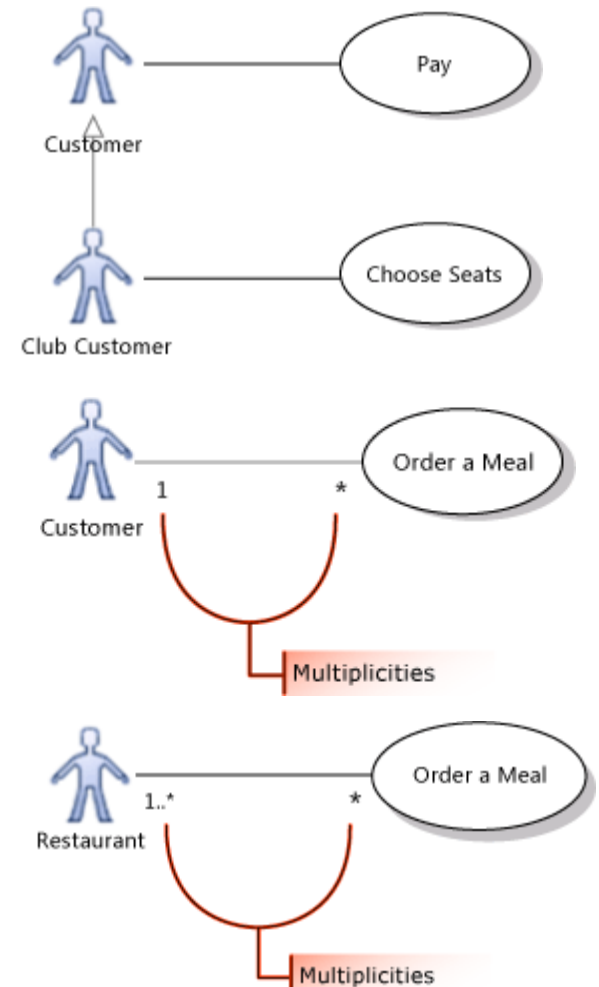 Pay
Customer
Choose Seats
Club Customer
Order a Meal
1 *
Customer
Multiplicities
Order a Meal
1..* *
Restaurant
Multiplicities